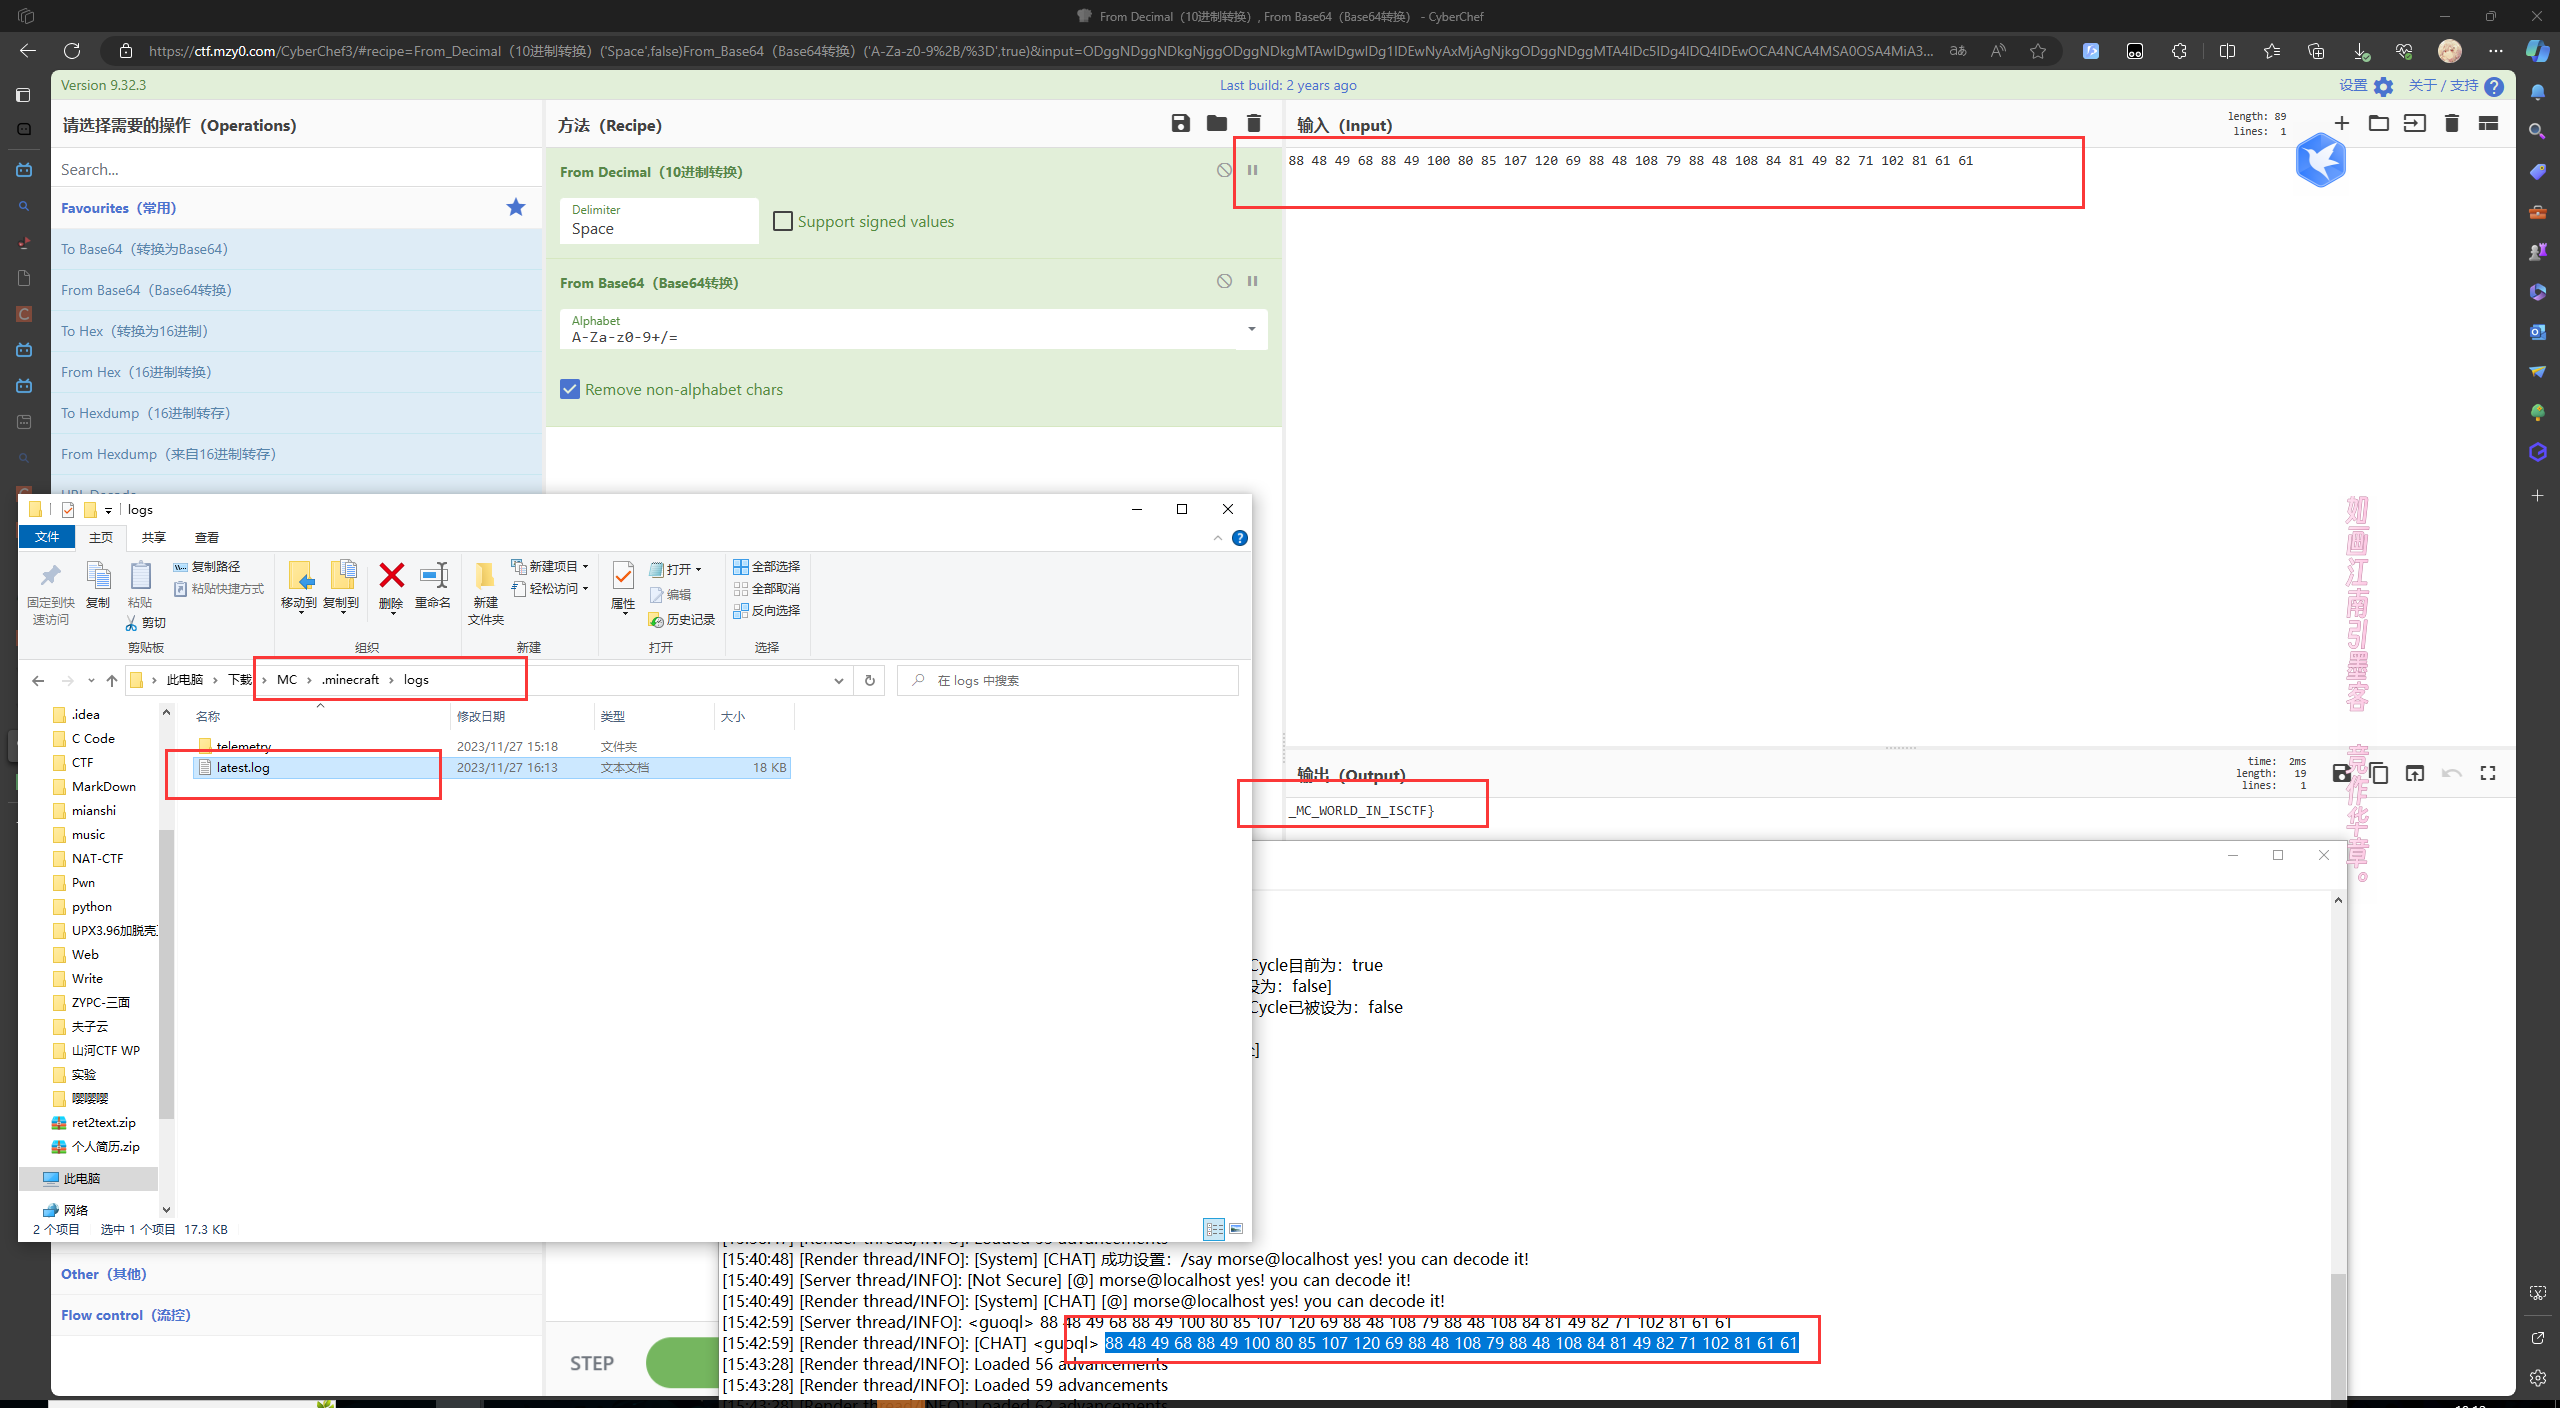 From Decimal（10进制转换）, From Base64（Base64转换） - CyberChef
https://ctf.mzy0.com/CyberChef3/#recipe=From_Decimal（10进制转换）('Space',false)From_Base64（Base64转换）('A-Za-z0-9%2B/%3D',true)&input=ODggNDggNDkgNjggODggNDkgMTAwIDgwIDg1IDEwNyAxMjAgNjkgODggNDggMTA4IDc5IDg4IDQ4IDEwOCA4NCA4MSA0OSA4MiA3...
Version 9.32.3
Last build: 2 years ago
设置
关于 / 支持
请选择需要的操作（Operations）
方法（Recipe）
输入（Input）
length: 89
lines: 1
Search...
Favourites（常用）
To Base64（转换为Base64）
From Base64（Base64转换）
To Hex（转换为16进制）
From Hex（16进制转换）
To Hexdump（16进制转存）
From Hexdump（来自16进制转存）
From Decimal（10进制转换）
Delimiter
Space
Support signed values
From Base64（Base64转换）
Alphabet
A-Za-z0-9+/=
Remove non-alphabet chars
88 48 49 68 88 49 100 80 85 107 120 69 88 48 108 79 88 48 108 84 81 49 82 71 102 81 61 61
logs
文件
主页
共享
查看
固定到快速访问
复制
粘贴
复制路径
粘贴快捷方式
剪切
剪贴板
移动到
复制到
删除
重命名
组织
新建文件夹
新建项目
轻松访问
新建
属性
打开
编辑
历史记录
打开
全部选择
全部取消
反向选择
选择
此电脑
下载
MC
.minecraft
logs
在 logs 中搜索
名称
修改日期
类型
大小
telemetry
2023/11/27 15:18
文件夹
latest.log
2023/11/27 16:13
文本文档
18 KB
.idea
C Code
CTF
MarkDown
mianshi
music
NAT-CTF
Pwn
python
UPX3.96加脱壳
Web
Write
ZYPC-三面
夫子云
山河CTF WP
实验
嘤嘤嘤
ret2text.zip
个人简历.zip
此电脑
网络
2 个项目
选中 1 个项目 17.3 KB
如画江南引墨客
竞作华章。
输出（Output）
time: 2ms
length: 19
lines: 1
_MC_WORLD_IN_ISCTF}
Cycle目前为：true
为：false]
Cycle已被设为：false
[15:40:48] [Render thread/INFO]: [System] [CHAT] 成功设置：/say morse@localhost yes! you can decode it!
[15:40:49] [Server thread/INFO]: [Not Secure] [@] morse@localhost yes! you can decode it!
[15:40:49] [Render thread/INFO]: [System] [CHAT] [@] morse@localhost yes! you can decode it!
[15:42:59] [Server thread/INFO]: <guoql> 88 48 49 68 88 49 100 80 85 107 120 69 88 48 108 79 88 48 108 84 81 49 82 71 102 81 61 61
[15:42:59] [Render thread/INFO]: [CHAT] <guoql> 88 48 49 68 88 49 100 80 85 107 120 69 88 48 108 79 88 48 108 84 81 49 82 71 102 81 61 61
[15:43:28] [Render thread/INFO]: Loaded 56 advancements
[15:43:28] [Render thread/INFO]: Loaded 59 advancements
Other（其他）
Flow control（流控）
STEP